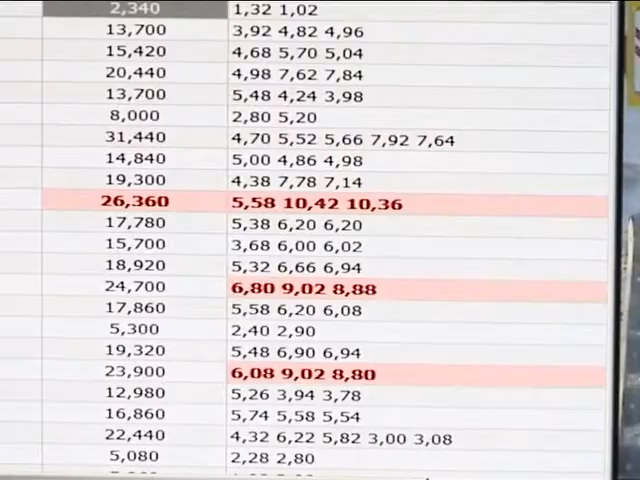 2,340 1,32 1,02
13,700 3,92 4,82 4,96
15,420 4,68 5,70 5,04
20,440 4,98 7,62 7,84
13,700 5,48 4,24 3,98
8,000 2,80 5,20
31,440 4,70 5,52 5,66 7,92 7,64
14,840 5,00 4,86 4,98
19,300 4,38 7,78 7,14
26,360 5,58 10,42 10,36
17,780 5,38 6,20 6,20
15,700 3,68 6,00 6,02
18,920 5,32 6,66 6,94
24,700 6,80 9,02 8,88
17,860 5,58 6,20 6,08
5,300 2,40 2,90
19,320 5,48 6,90 6,94
23,900 6,08 9,02 8,80
12,980 5,26 3,94 3,78
16,860 5,74 5,58 5,54
22,440 4,32 6,22 5,82 3,00 3,08
5,080 2,28 2,80